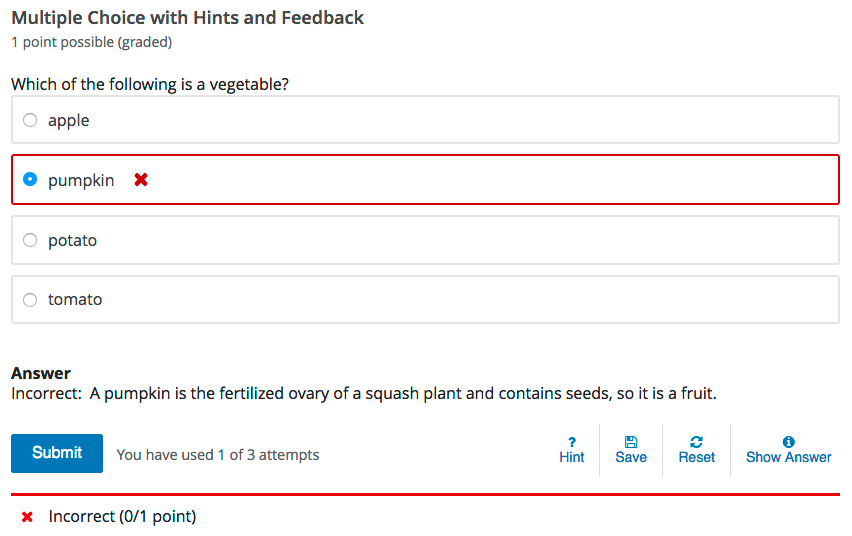 Multiple Choice with Hints and Feedback
1 point possible (graded)
Which of the following is a vegetable?
apple
pumpkin
potato
tomato
Answer
Incorrect: A pumpkin is the fertilized ovary of a squash plant and contains seeds, so it is a fruit.
Submit
You have used 1 of 3 attempts
? Hint
Save
Reset
Show Answer
Incorrect (0/1 point)